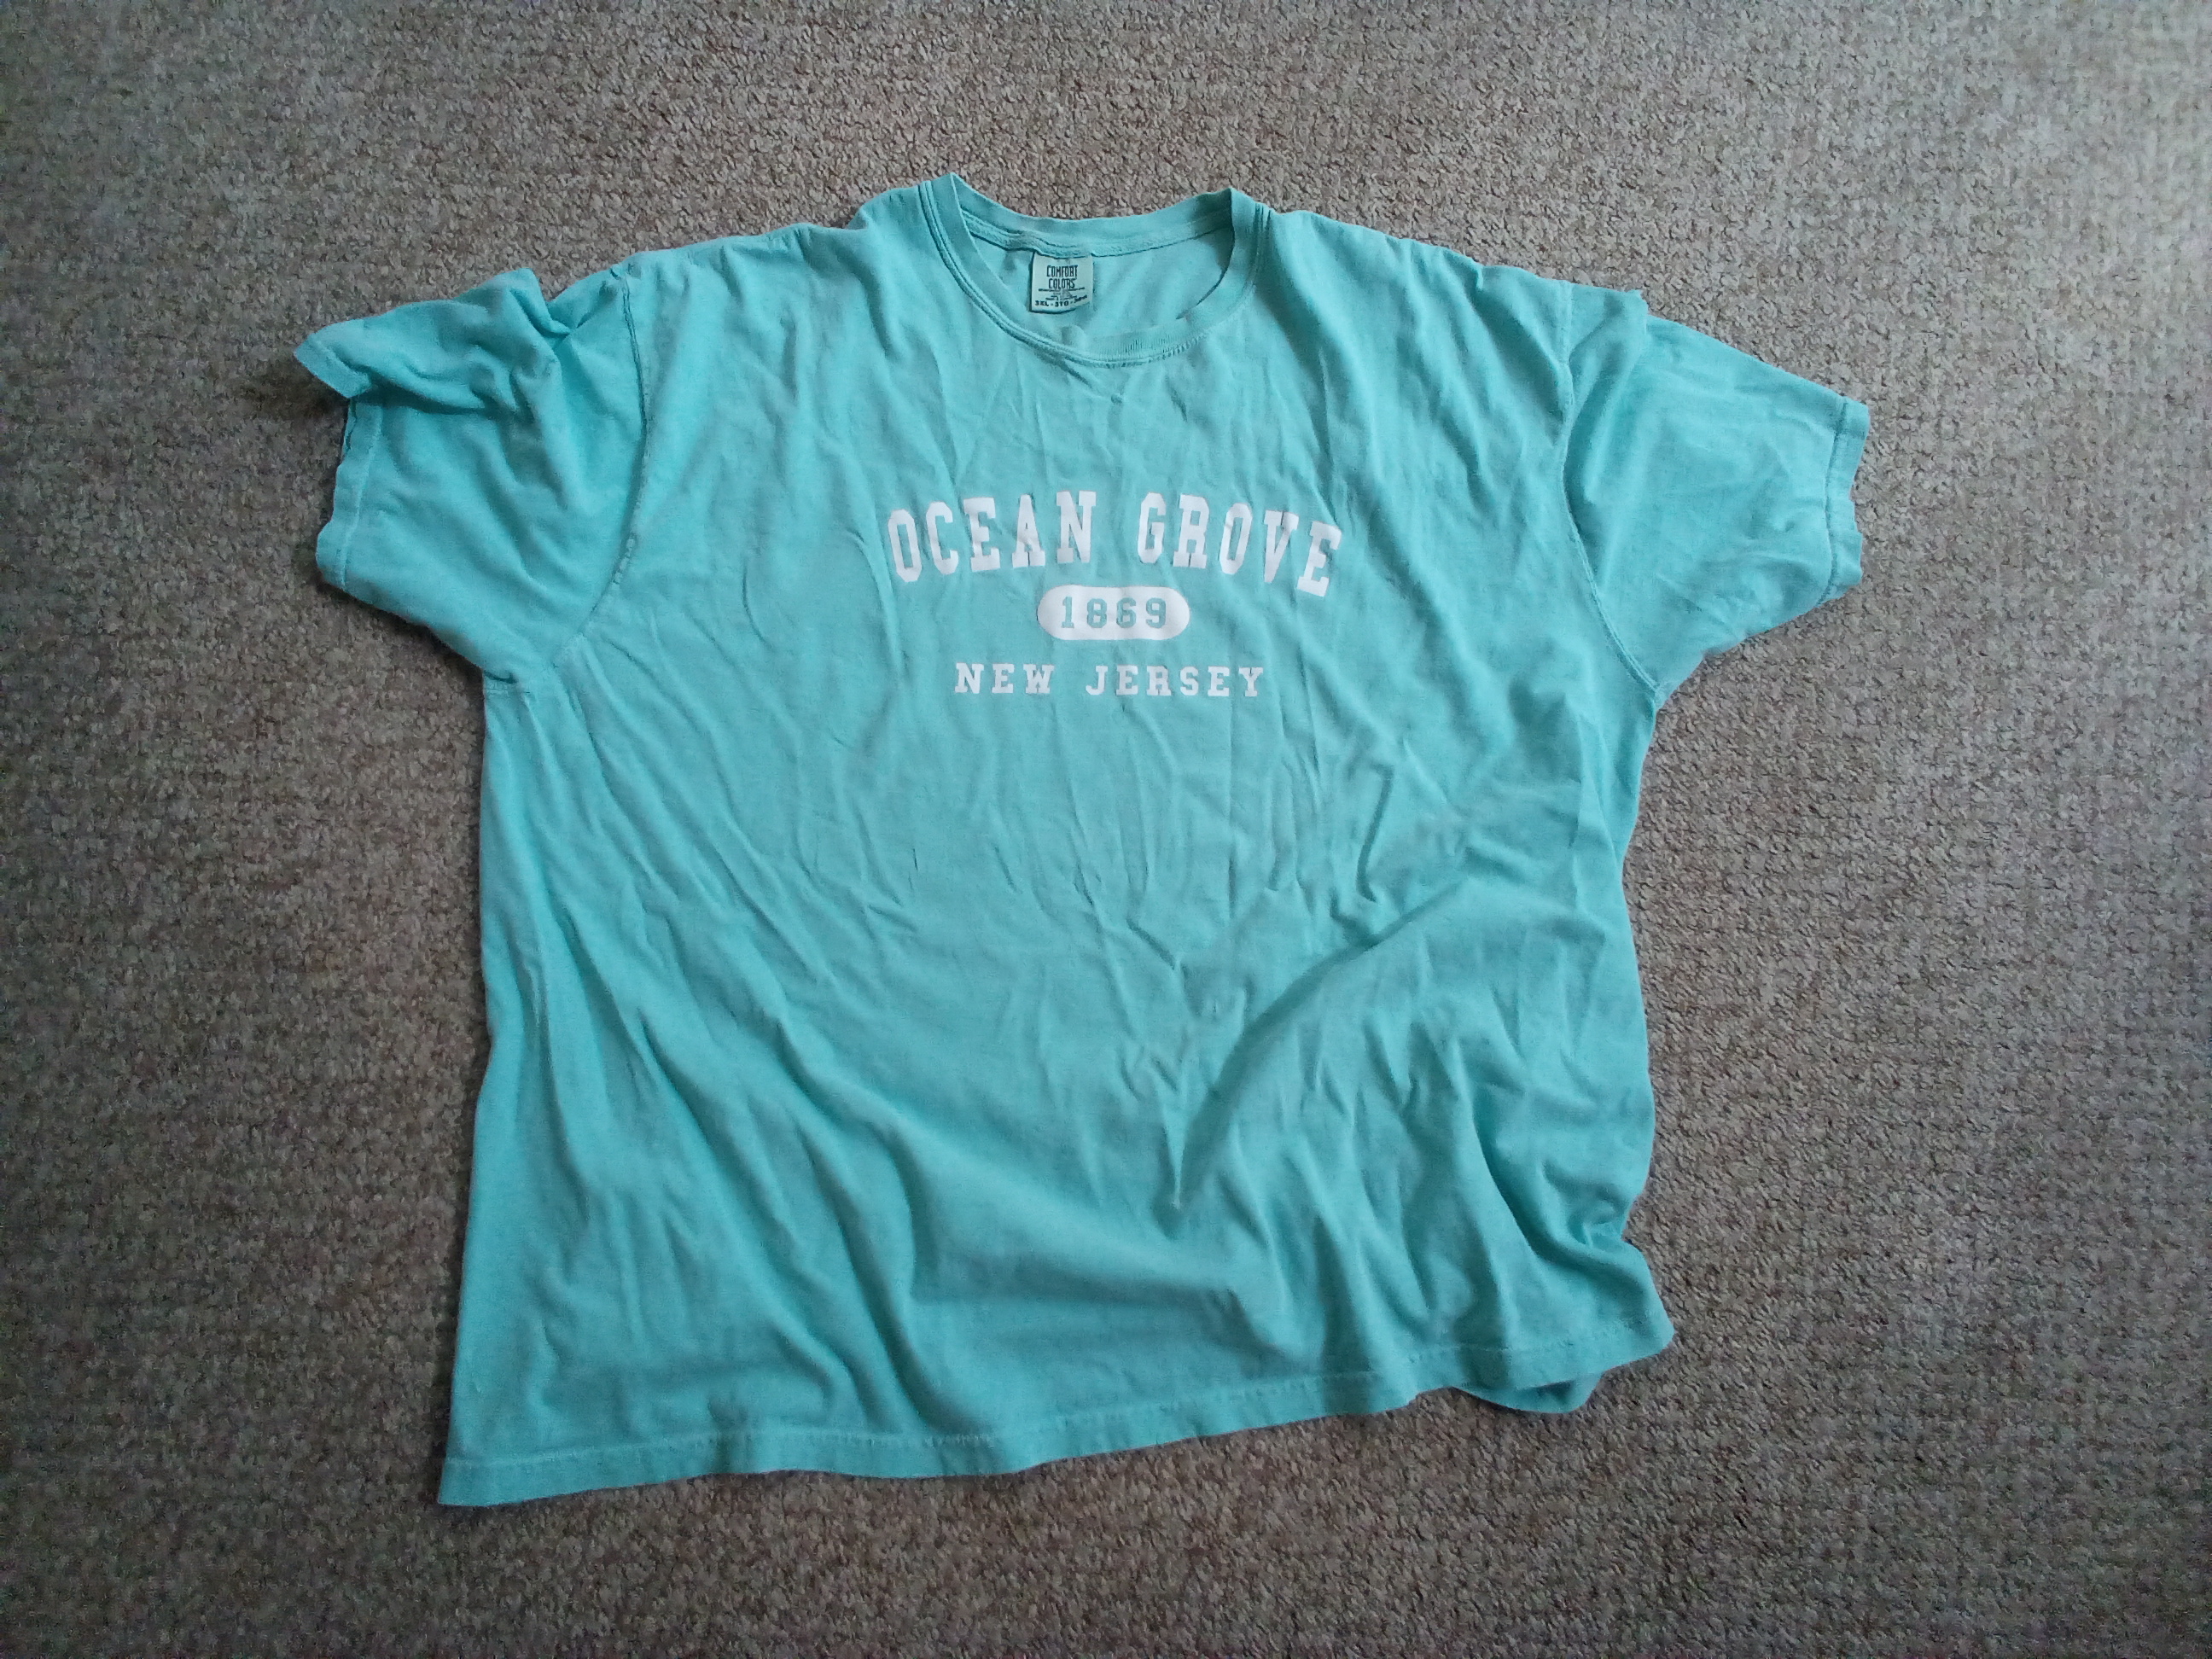 COMFORT
COLORS
OCEAN GROVE
1869
NEW JERSEY